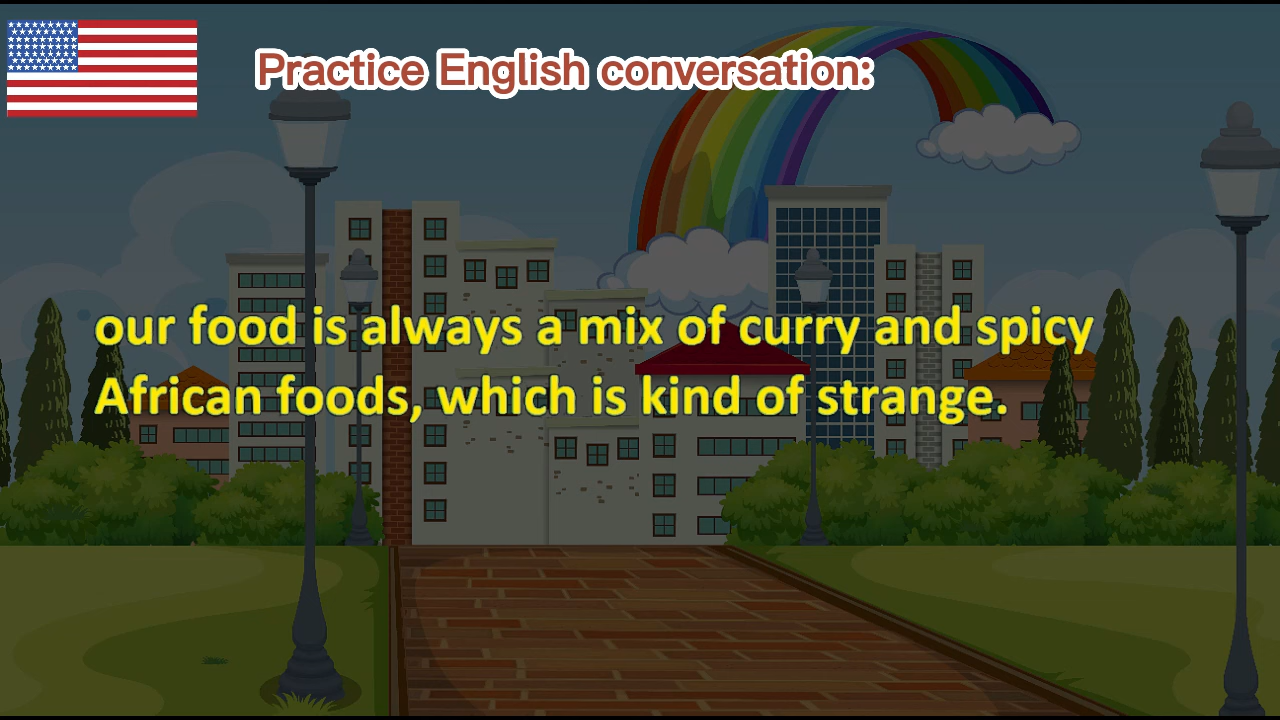 Practice English conversation:
our food is always a mix of curry and spicy
African foods, which is kind of strange.